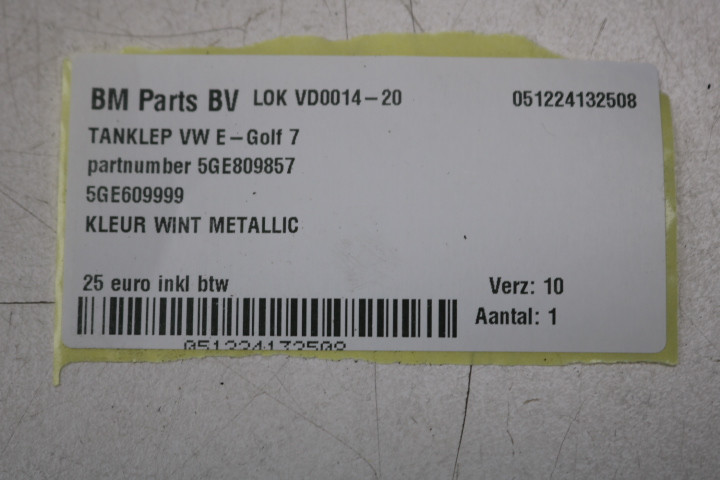 BM Parts BV LOK VD0014-20 051224132508
TANKLEP VW E-Golf 7
partnumber 5GE809857
5GE609999
KLEUR WINT METALLIC
25 euro inkl btw Verz: 10
Aantal: 1
051224132508